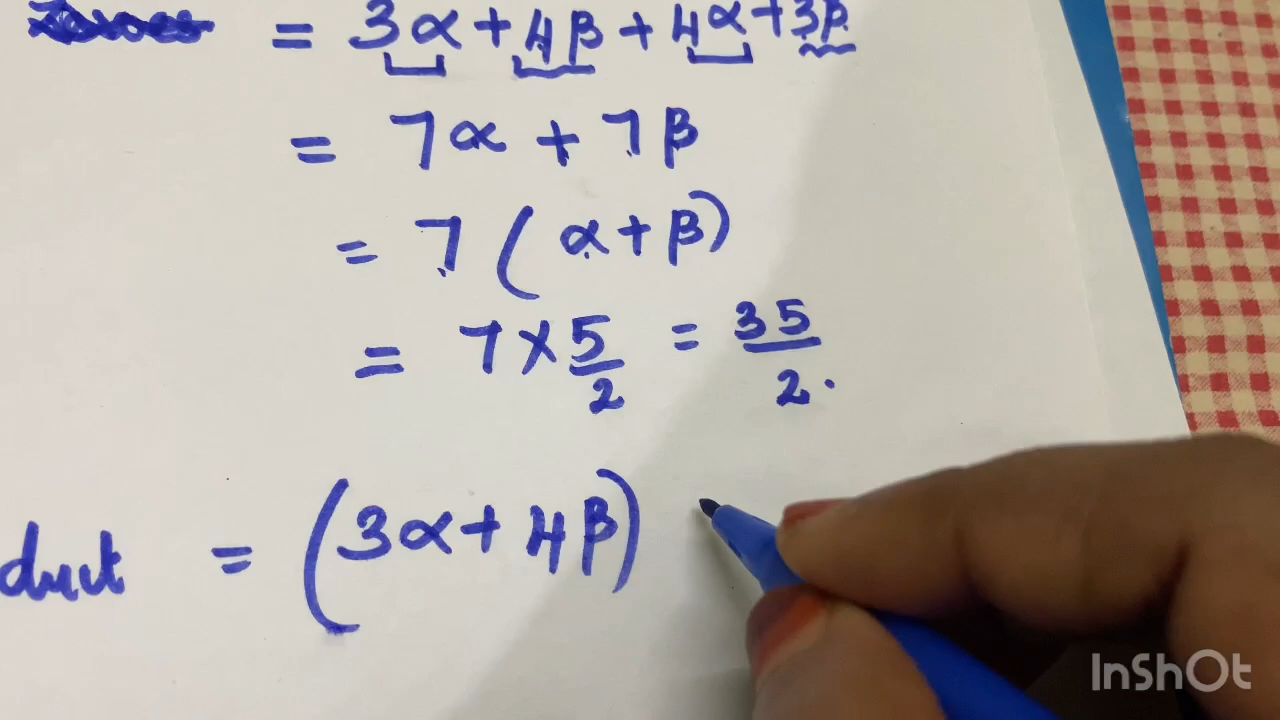 = 3α + 4β + 4α + 3β
= 7α + 7β
= 7 ( α + β )
= 7 × 5/2 = 35/2.
duct = ( 3α + 4β )
InShOt